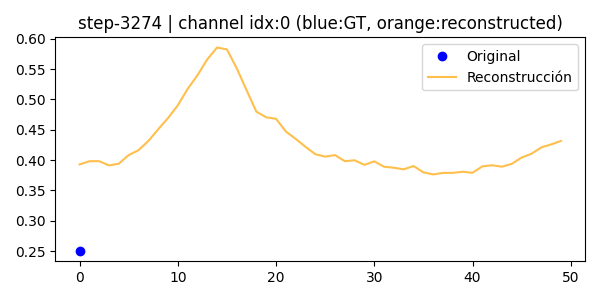 step-3274 | channel idx:0 (blue:GT, orange:reconstructed)
Original
Reconstrucción
0.60
0.55
0.50
0.45
0.40
0.35
0.30
0.25
0 10 20 30 40 50